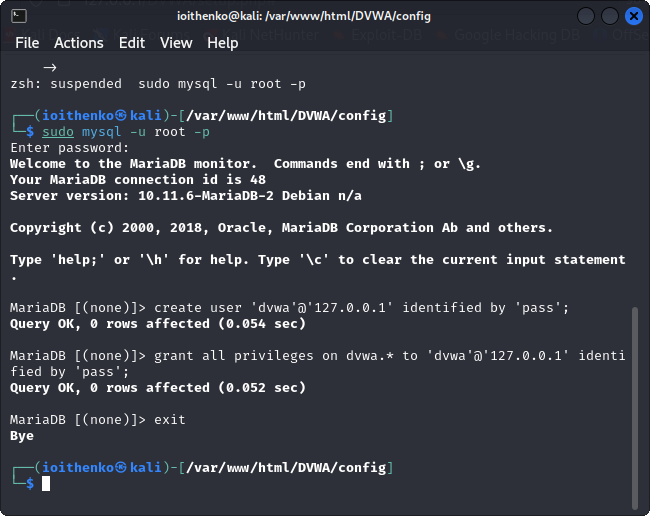 ioithenko@kali: /var/www/html/DVWA/config
File Actions Edit View Help
→
zsh: suspended  sudo mysql -u root -p
┌──(ioithenko㉿kali)-[/var/www/html/DVWA/config]
└─$ sudo mysql -u root -p
Enter password:
Welcome to the MariaDB monitor.  Commands end with ; or \g.
Your MariaDB connection id is 48
Server version: 10.11.6-MariaDB-2 Debian n/a
Copyright (c) 2000, 2018, Oracle, MariaDB Corporation Ab and others.
Type 'help;' or '\h' for help. Type '\c' to clear the current input statement
.
MariaDB [(none)]> create user 'dvwa'@'127.0.0.1' identified by 'pass';
Query OK, 0 rows affected (0.054 sec)
MariaDB [(none)]> grant all privileges on dvwa.* to 'dvwa'@'127.0.0.1' identi
fied by 'pass';
Query OK, 0 rows affected (0.052 sec)
MariaDB [(none)]> exit
Bye
┌──(ioithenko㉿kali)-[/var/www/html/DVWA/config]
└─$